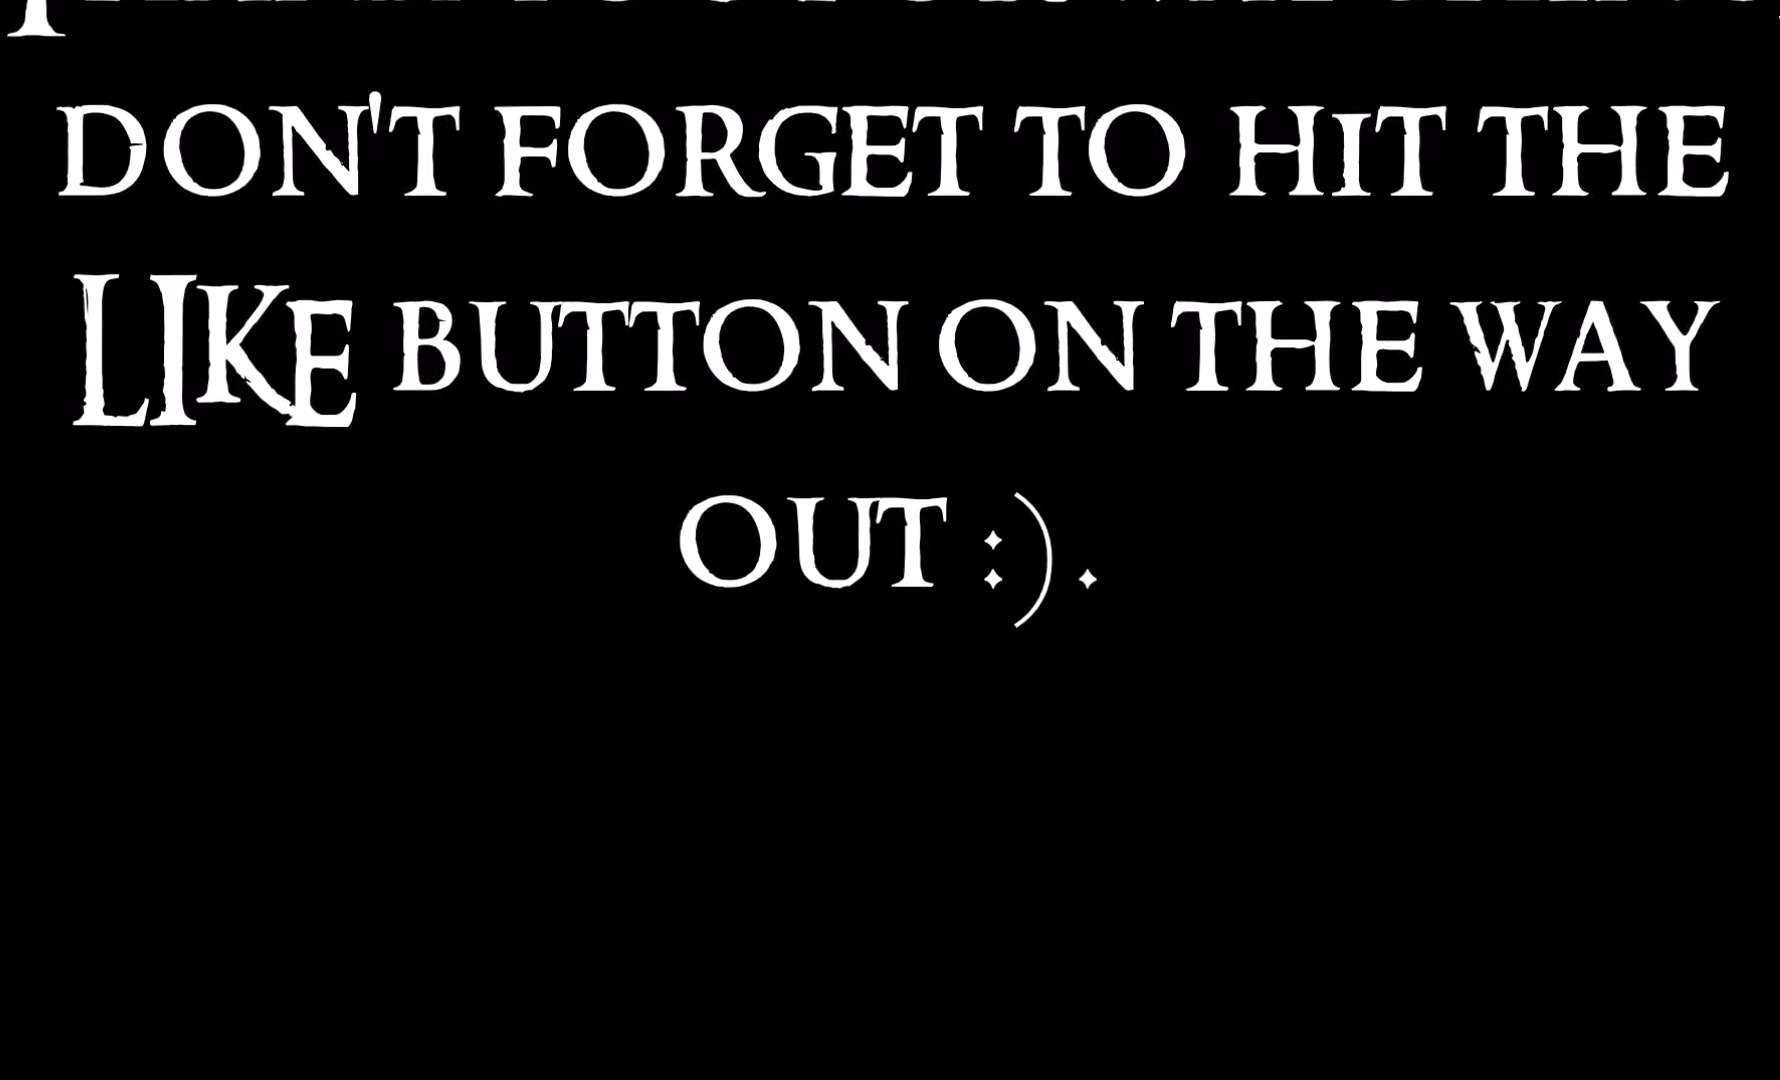 DON'T FORGET TO HIT THE
LIKE BUTTON ON THE WAY
OUT :).